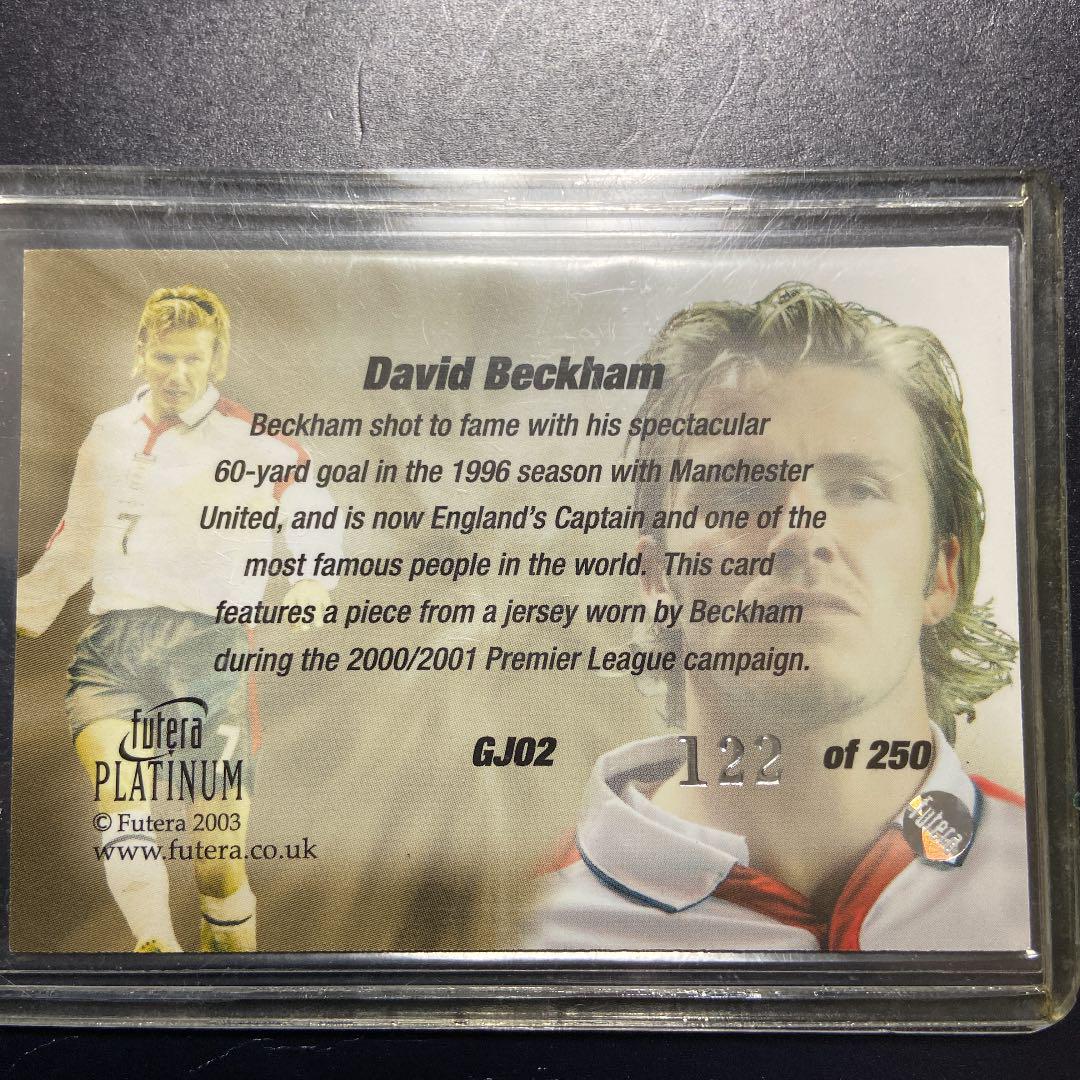 David Beckham
Beckham shot to fame with his spectacular
60-yard goal in the 1996 season with Manchester
United, and is now England's Captain and one of the
most famous people in the world. This card
features a piece from a jersey worn by Beckham
during the 2000/2001 Premier League campaign.
7
7
futera
PLATINUM
© Futera 2003
www.futera.co.uk
GJ02 122 of 250
futera